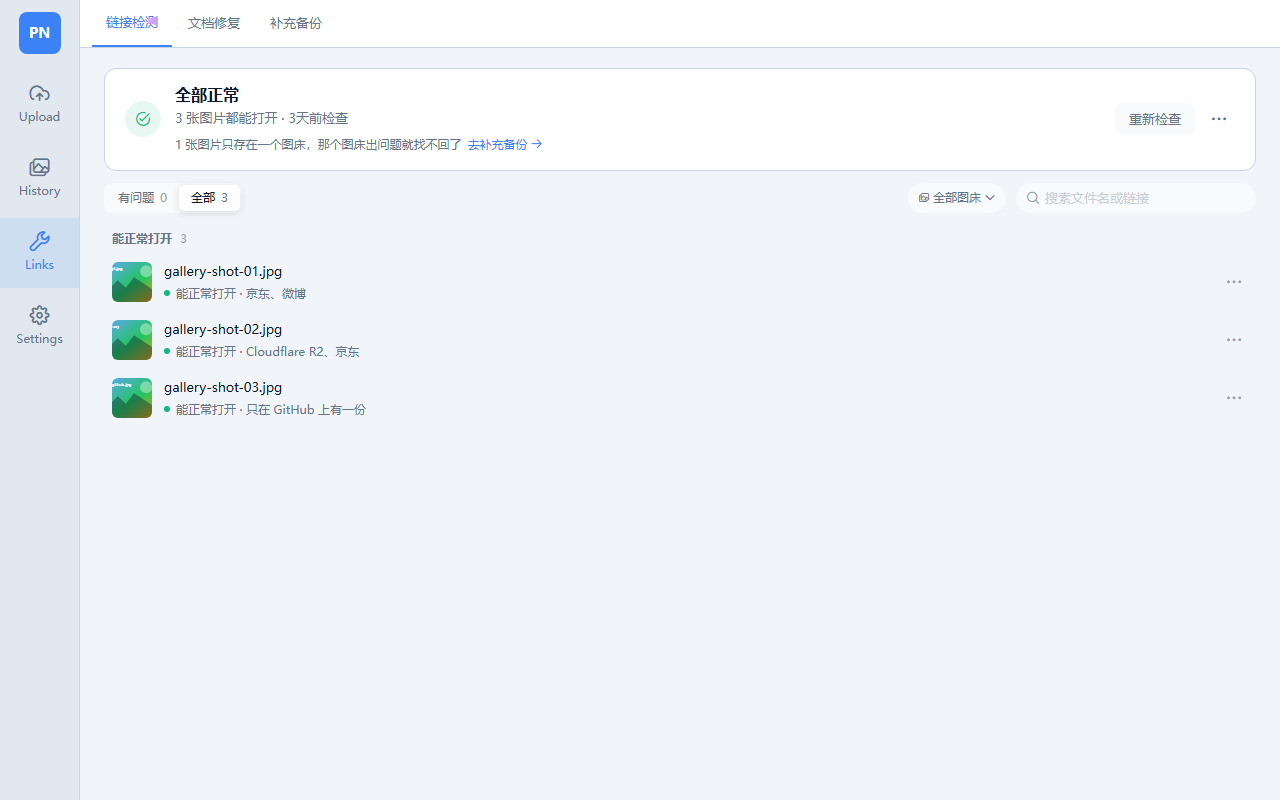 PN
Upload
History
Links
Settings
链接检测 文档修复 补充备份
全部正常
3 张图片都能打开 · 3天前检查
1 张图片只存在一个图床，那个图床出问题就找不回了 去补充备份 →
重新检查
有问题 0 全部 3
全部图床 搜索文件名或链接
能正常打开 3
gallery-shot-01.jpg
能正常打开 · 京东、微博
gallery-shot-02.jpg
能正常打开 · Cloudflare R2、京东
gallery-shot-03.jpg
能正常打开 · 只在 GitHub 上有一份